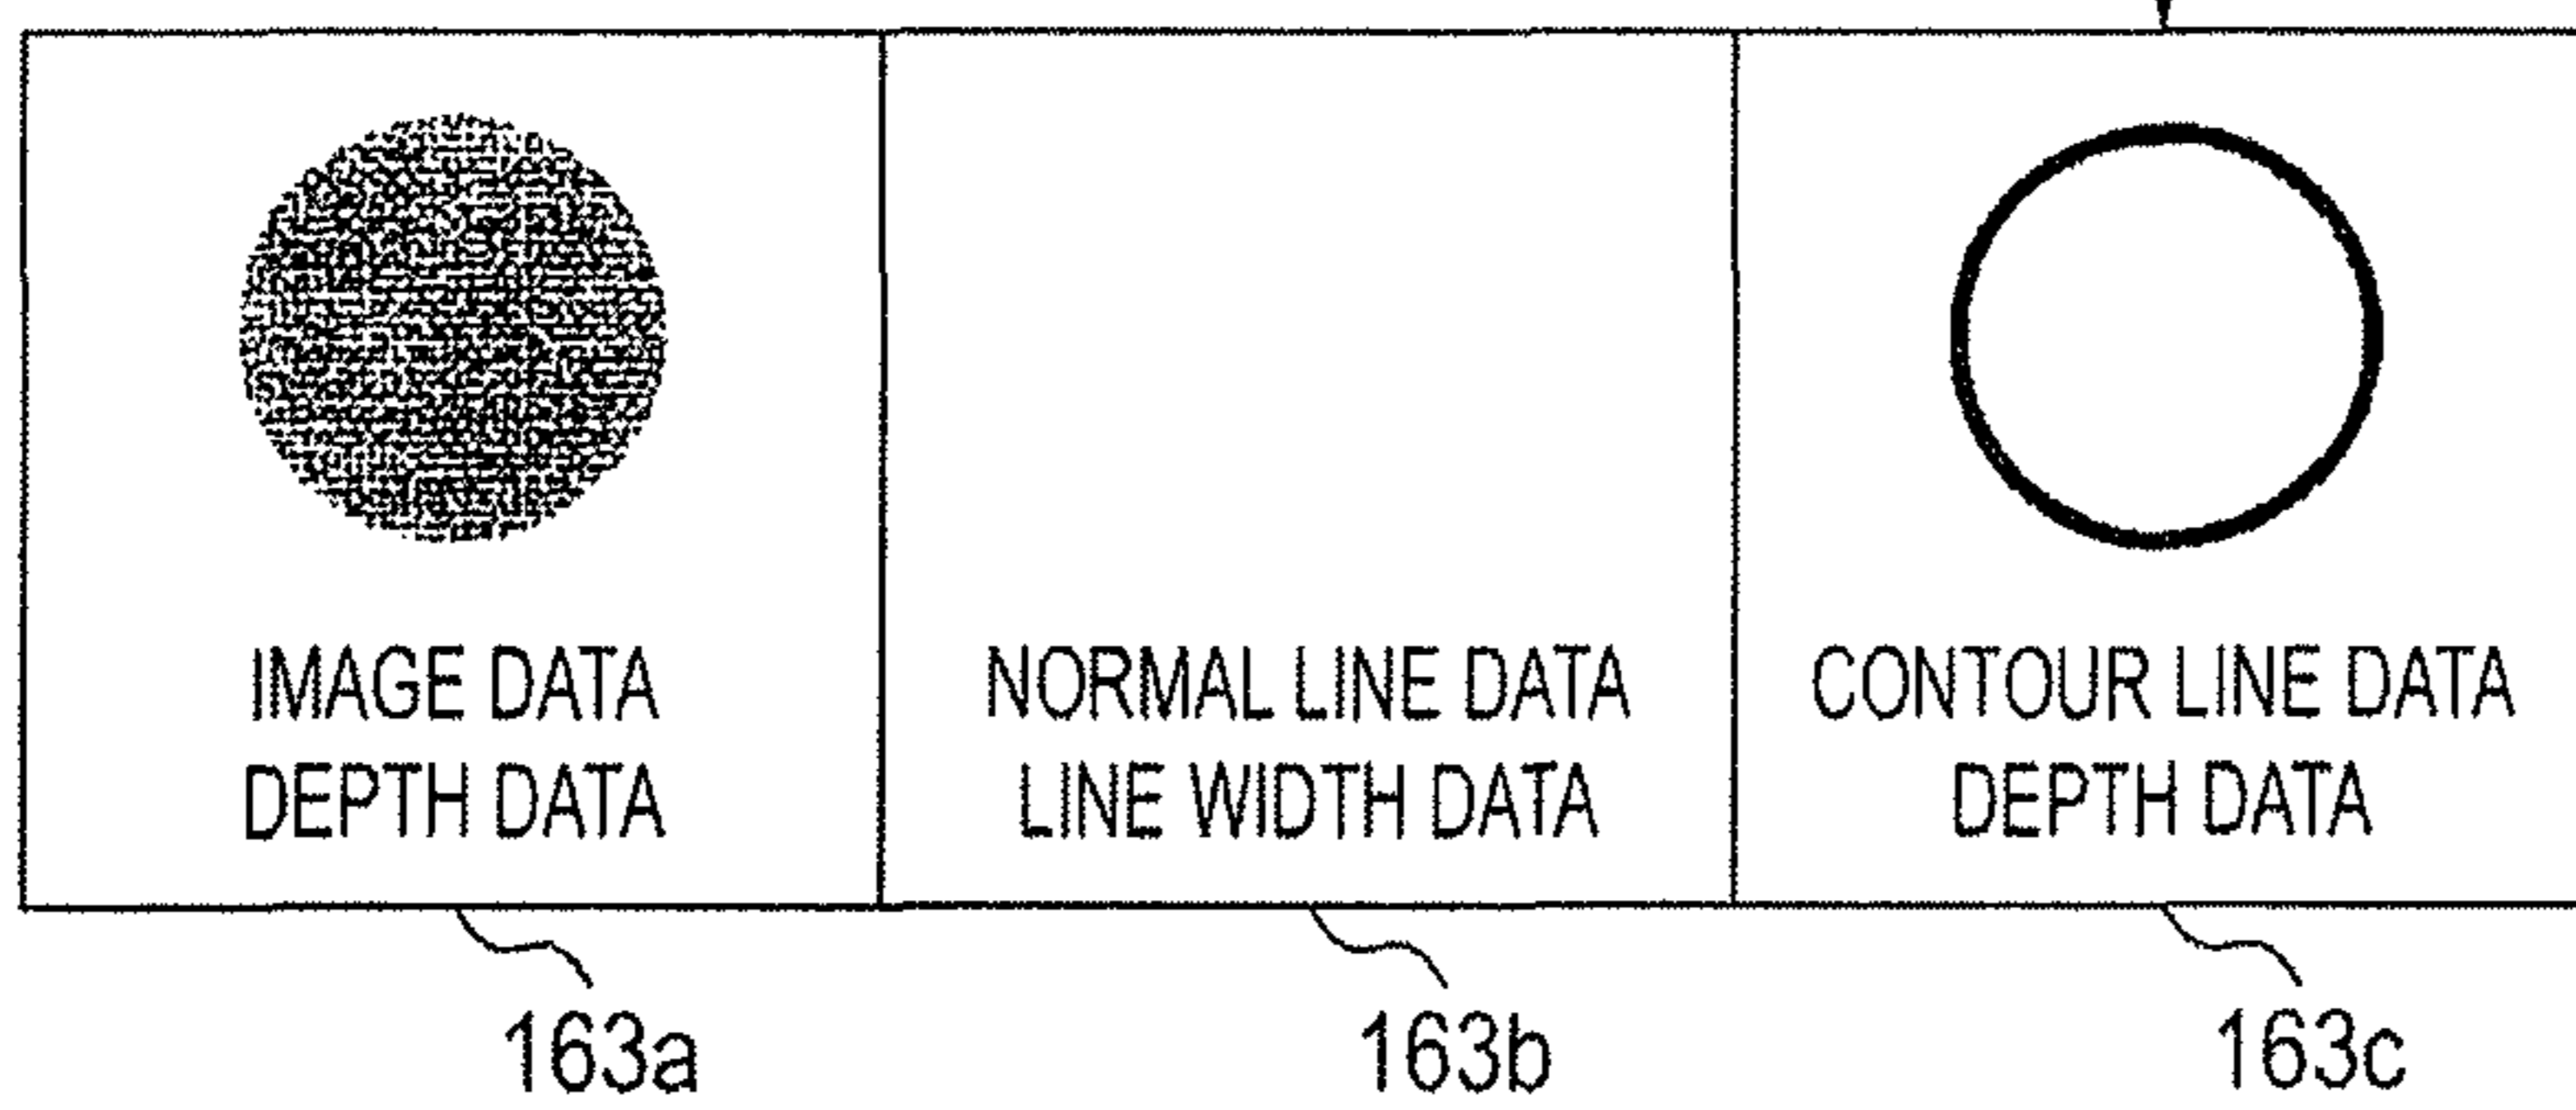 IMAGE DATA
DEPTH DATA
NORMAL LINE DATA
LINE WIDTH DATA
CONTOUR LINE DATA
DEPTH DATA
163a
163b
163c